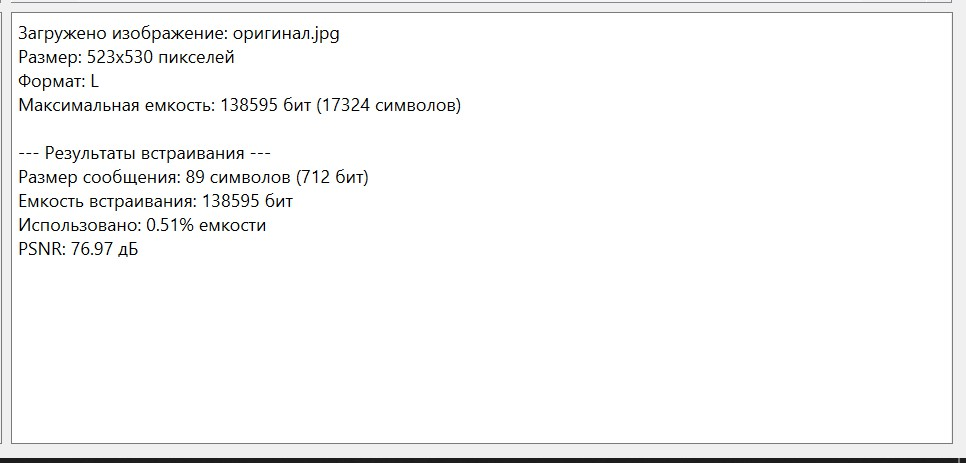 Загружено изображение: оригинал.jpg
Размер: 523x530 пикселей
Формат: L
Максимальная емкость: 138595 бит (17324 символов)
--- Результаты встраивания ---
Размер сообщения: 89 символов (712 бит)
Емкость встраивания: 138595 бит
Использовано: 0.51% емкости
PSNR: 76.97 дБ